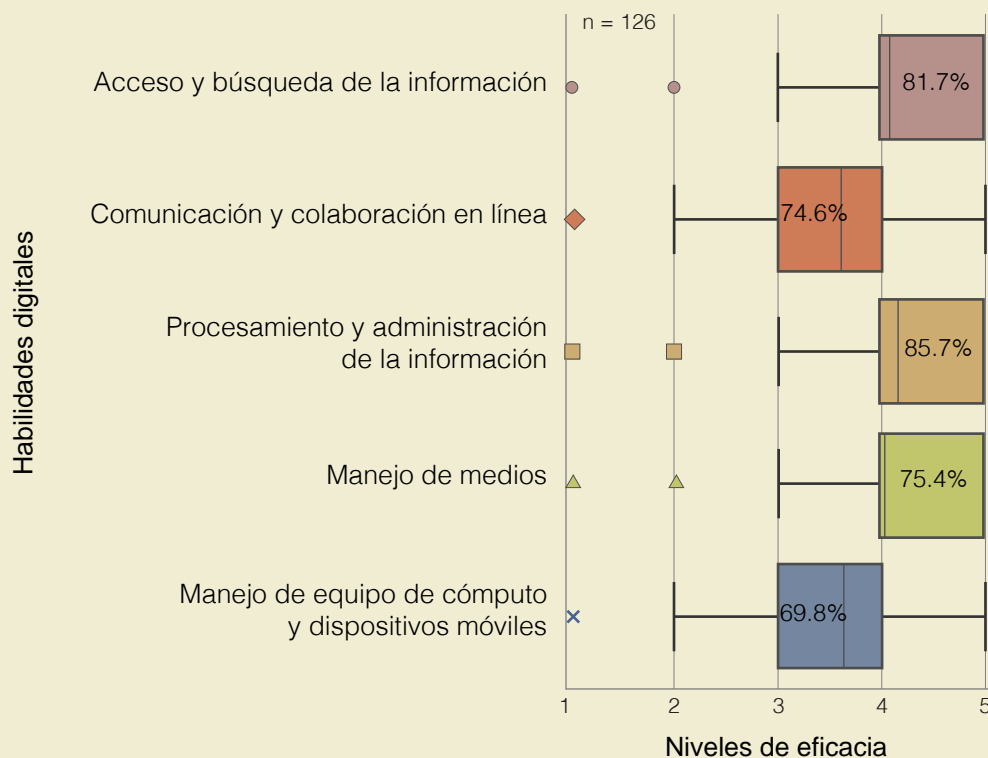 n = 126
Acceso y búsqueda de la información
81.7%
Comunicación y colaboración en línea
74.6%
Procesamiento y administración
de la información
85.7%
Manejo de medios
75.4%
Manejo de equipo de cómputo
y dispositivos móviles
69.8%
Habilidades digitales
1 2 3 4 5
Niveles de eficacia